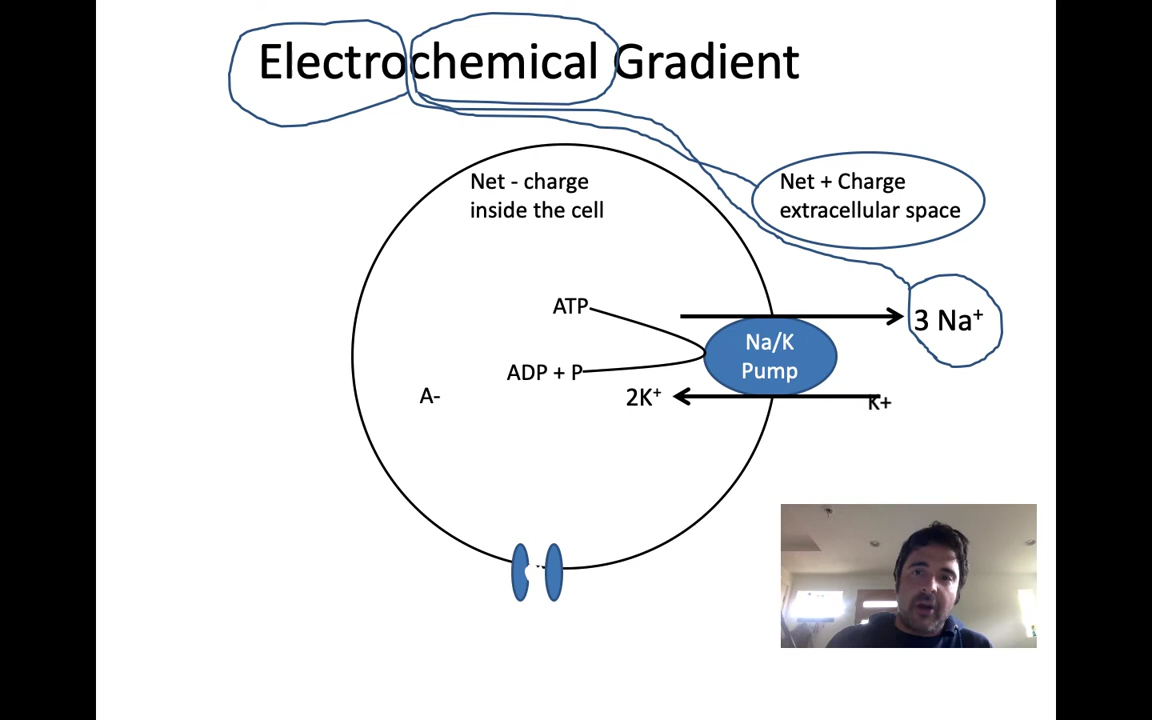 Electrochemical Gradient
Net - charge
inside the cell
Net + Charge
extracellular space
ATP
3 Na⁺
Na/K
Pump
ADP + P
A-
2K⁺
K+